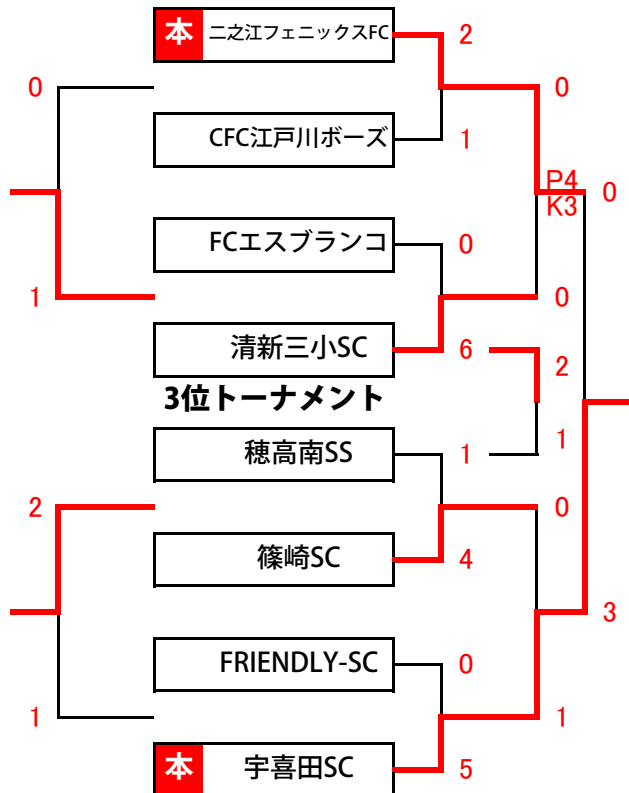 本 二之江フェニックスFC 2
0 0
CFC江戸川ボーズ 1
P4 0
K3
FCエスブランコ 0
1 0
清新三小SC 6 2
3位トーナメント
穂高南SS 1 1
2 0
篠崎SC 4
3
FRIENDLY-SC 0
1 1
本 宇喜田SC 5